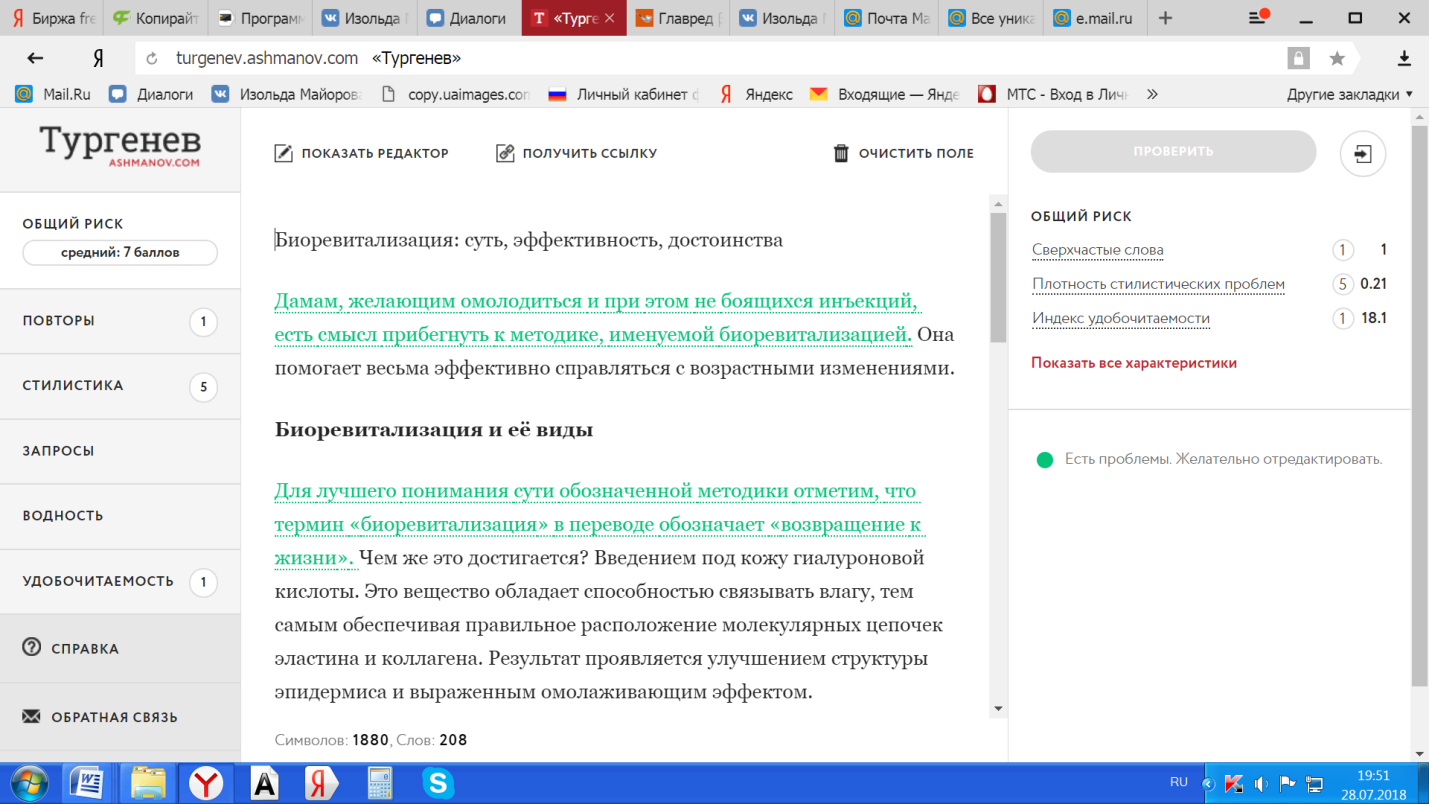 Биржа fre
Копирайт
Програм
Изольда
Диалоги
«Турге
Главред
Изольда
Почта Ма
Все уника
e.mail.ru
turgenev.ashmanov.com «Тургенев»
Mail.Ru
Диалоги
Изольда Майоров
copy.uaimages.con
Личный кабинет
Яндекс
Входящие — Янде
МТС - Вход в Личн
Другие закладки
Тургенев
ASHMANOV.COM
ОБЩИЙ РИСК
средний: 7 баллов
ПОВТОРЫ 1
СТИЛИСТИКА 5
ЗАПРОСЫ
ВОДНОСТЬ
УДОБОЧИТАЕМОСТЬ 1
СПРАВКА
ОБРАТНАЯ СВЯЗЬ
ПОКАЗАТЬ РЕДАКТОР
ПОЛУЧИТЬ ССЫЛКУ
ОЧИСТИТЬ ПОЛЕ
Биоревитализация: суть, эффективность, достоинства
Дамам, желающим омолодиться и при этом не боящихся инъекций,
есть смысл прибегнуть к методике, именуемой биоревитализацией. Она
помогает весьма эффективно справляться с возрастными изменениями.
Биоревитализация и её виды
Для лучшего понимания сути обозначенной методики отметим, что
термин «биоревитализация» в переводе обозначает «возвращение к
жизни». Чем же это достигается? Введением под кожу гиалуроновой
кислоты. Это вещество обладает способностью связывать влагу, тем
самым обеспечивая правильное расположение молекулярных цепочек
эластина и коллагена. Результат проявляется улучшением структуры
эпидермиса и выраженным омолаживающим эффектом.
Символов: 1880, Слов: 208
ПРОВЕРИТЬ
ОБЩИЙ РИСК
Сверхчастые слова 1 1
Плотность стилистических проблем 5 0.21
Индекс удобочитаемости 1 18.1
Показать все характеристики
Есть проблемы. Желательно отредактировать.
RU
19:51
28.07.2018